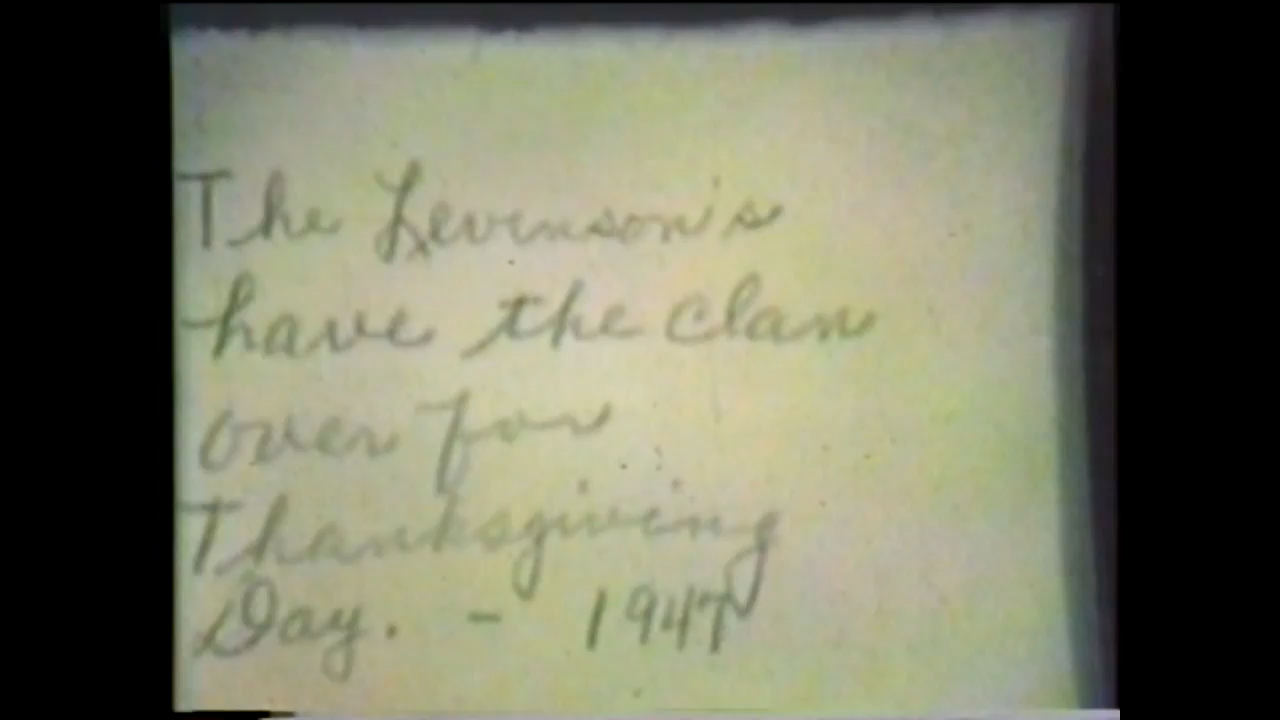 The Levenson's
have the clan
over for
Thanksgiving
Day. - 1947